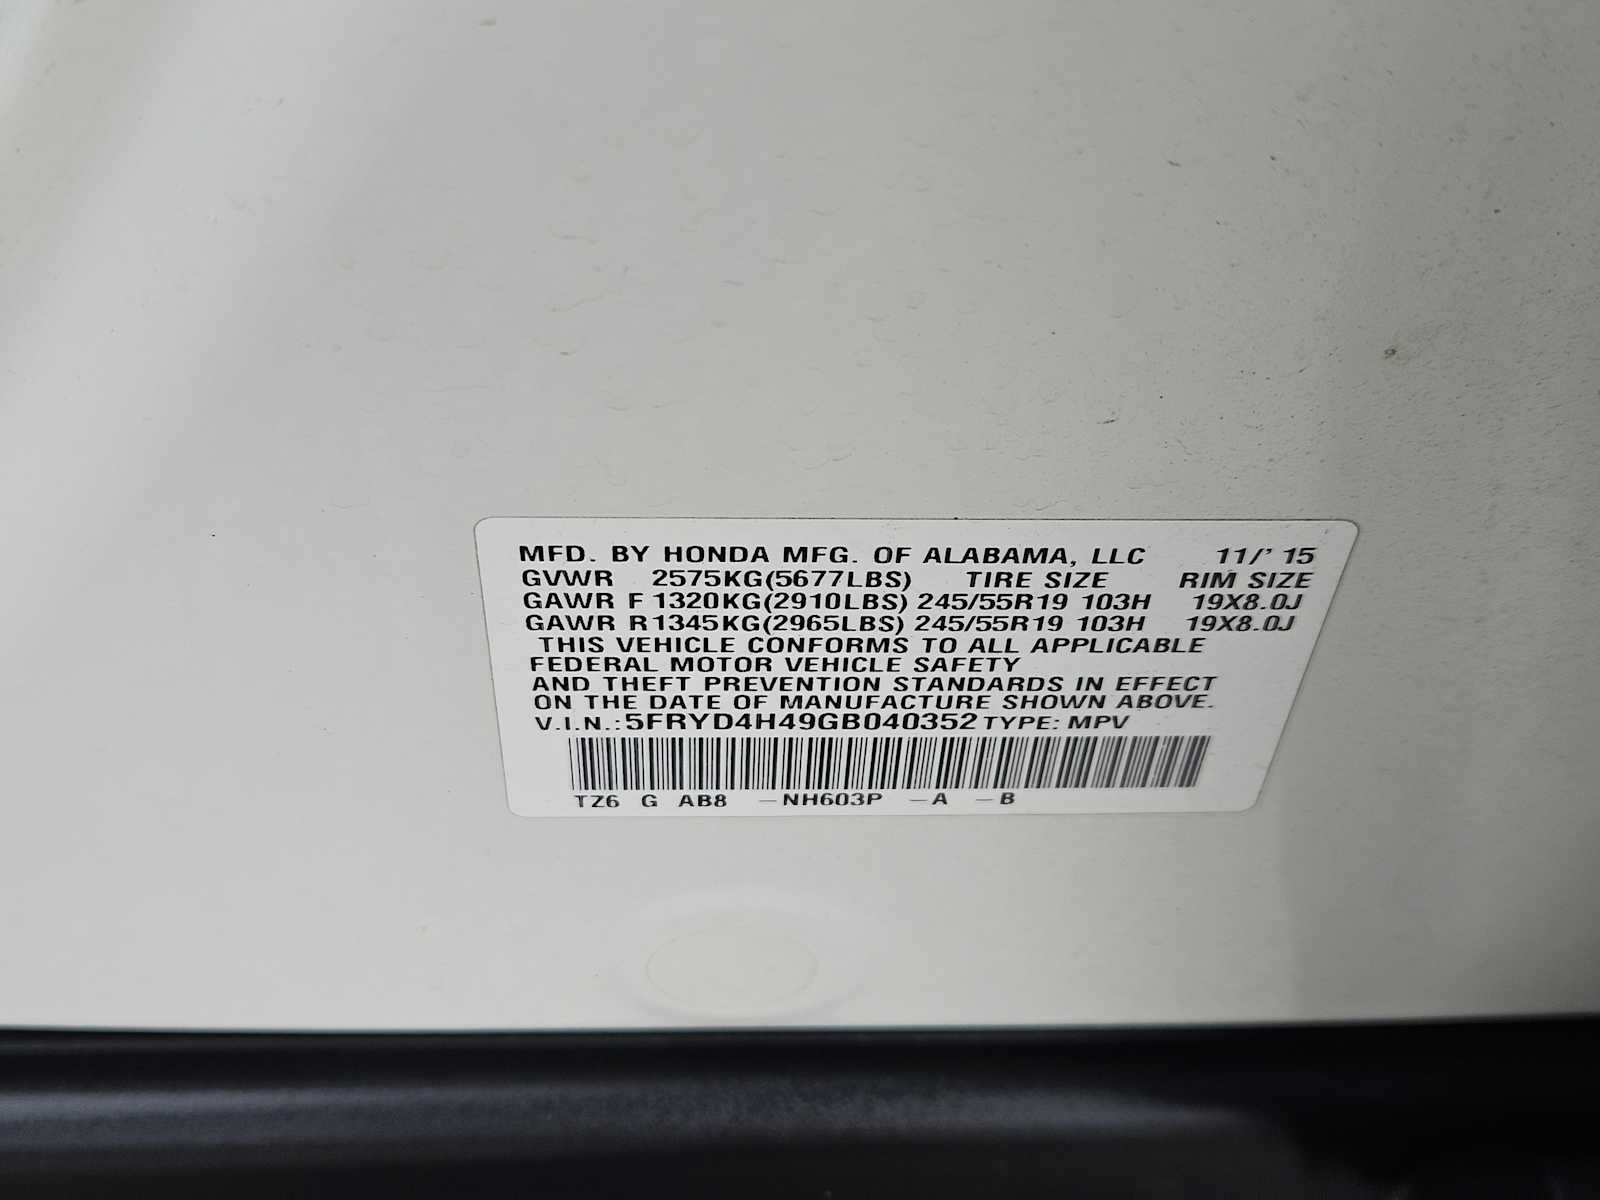 MFD. BY HONDA MFG. OF ALABAMA, LLC 11/' 15
GVWR 2575KG(5677LBS) TIRE SIZE RIM SIZE
GAWR F 1320KG(2910LBS) 245/55R19 103H 19X8.0J
GAWR R 1345KG(2965LBS) 245/55R19 103H 19X8.0J
THIS VEHICLE CONFORMS TO ALL APPLICABLE
FEDERAL MOTOR VEHICLE SAFETY
AND THEFT PREVENTION STANDARDS IN EFFECT
ON THE DATE OF MANUFACTURE SHOWN ABOVE.
V.I.N.: 5FRYD4H49GB040352 TYPE: MPV
TZ6 G AB8 -NH603P -A -B